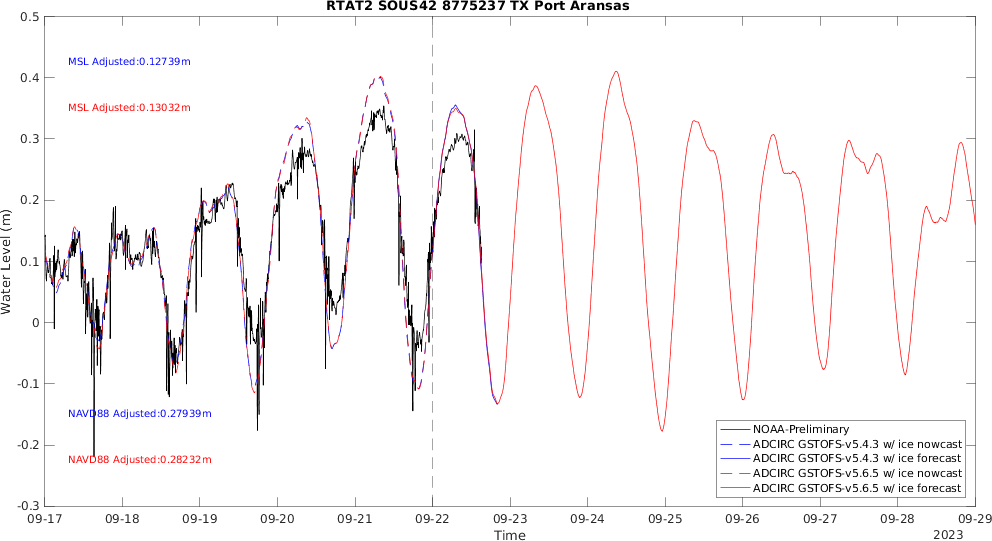 RTAT2 SOUS42 8775237 TX Port Aransas
0.5
0.4
0.3
0.2
0.1
0
-0.1
-0.2
-0.3
Water Level (m)
MSL Adjusted:0.12739m
MSL Adjusted:0.13032m
NAVD88 Adjusted:0.27939m
NAVD88 Adjusted:0.28232m
NOAA-Preliminary
ADCIRC GSTOFS-v5.4.3 w/ ice nowcast
ADCIRC GSTOFS-v5.4.3 w/ ice forecast
ADCIRC GSTOFS-v5.6.5 w/ ice nowcast
ADCIRC GSTOFS-v5.6.5 w/ ice forecast
09-17 09-18 09-19 09-20 09-21 09-22 09-23 09-24 09-25 09-26 09-27 09-28 09-29
Time
2023